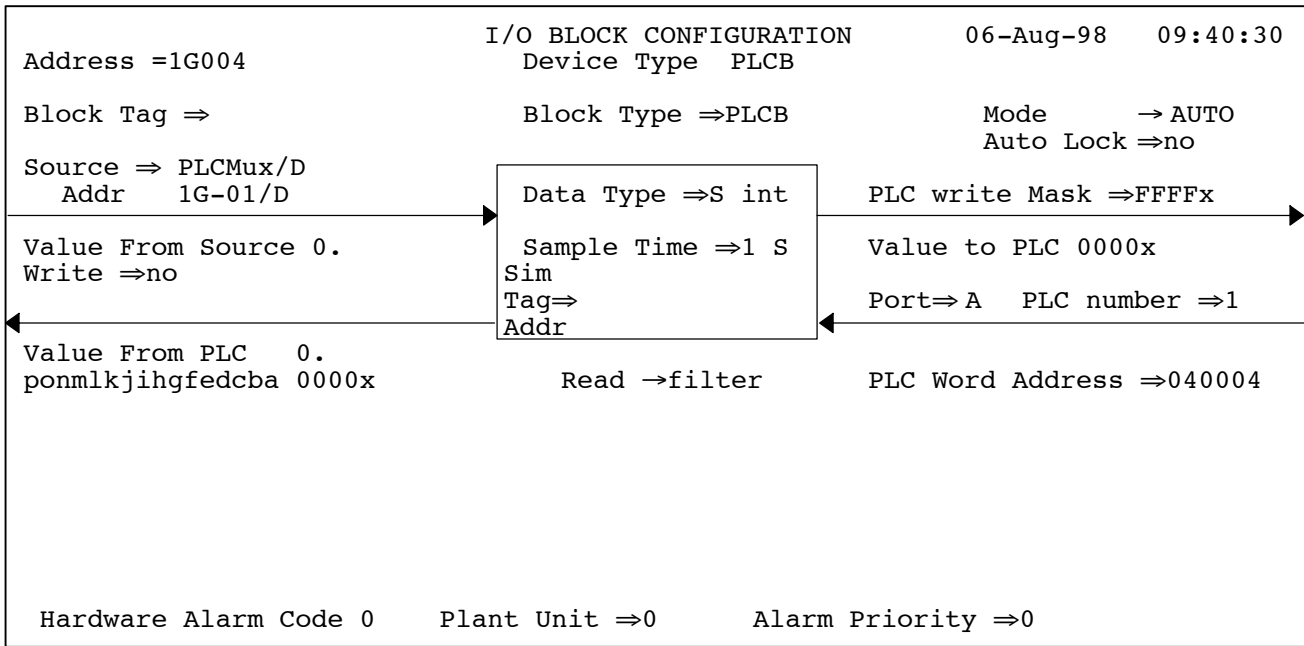 I/O BLOCK CONFIGURATION 06-Aug-98 09:40:30
Address =1G004 Device Type PLCB
Block Tag ⇒ Block Type ⇒PLCB Mode → AUTO
Auto Lock ⇒no
Source ⇒ PLCMux/D
Addr 1G-01/D Data Type ⇒S int PLC write Mask ⇒FFFFx
Value From Source 0. Sample Time ⇒1 S Value to PLC 0000x
Write ⇒no Sim
Tag⇒ Port⇒ A PLC number ⇒1
Addr
Value From PLC 0.
ponmlkjihgfedcba 0000x Read →filter PLC Word Address ⇒040004
Hardware Alarm Code 0 Plant Unit ⇒0 Alarm Priority ⇒0